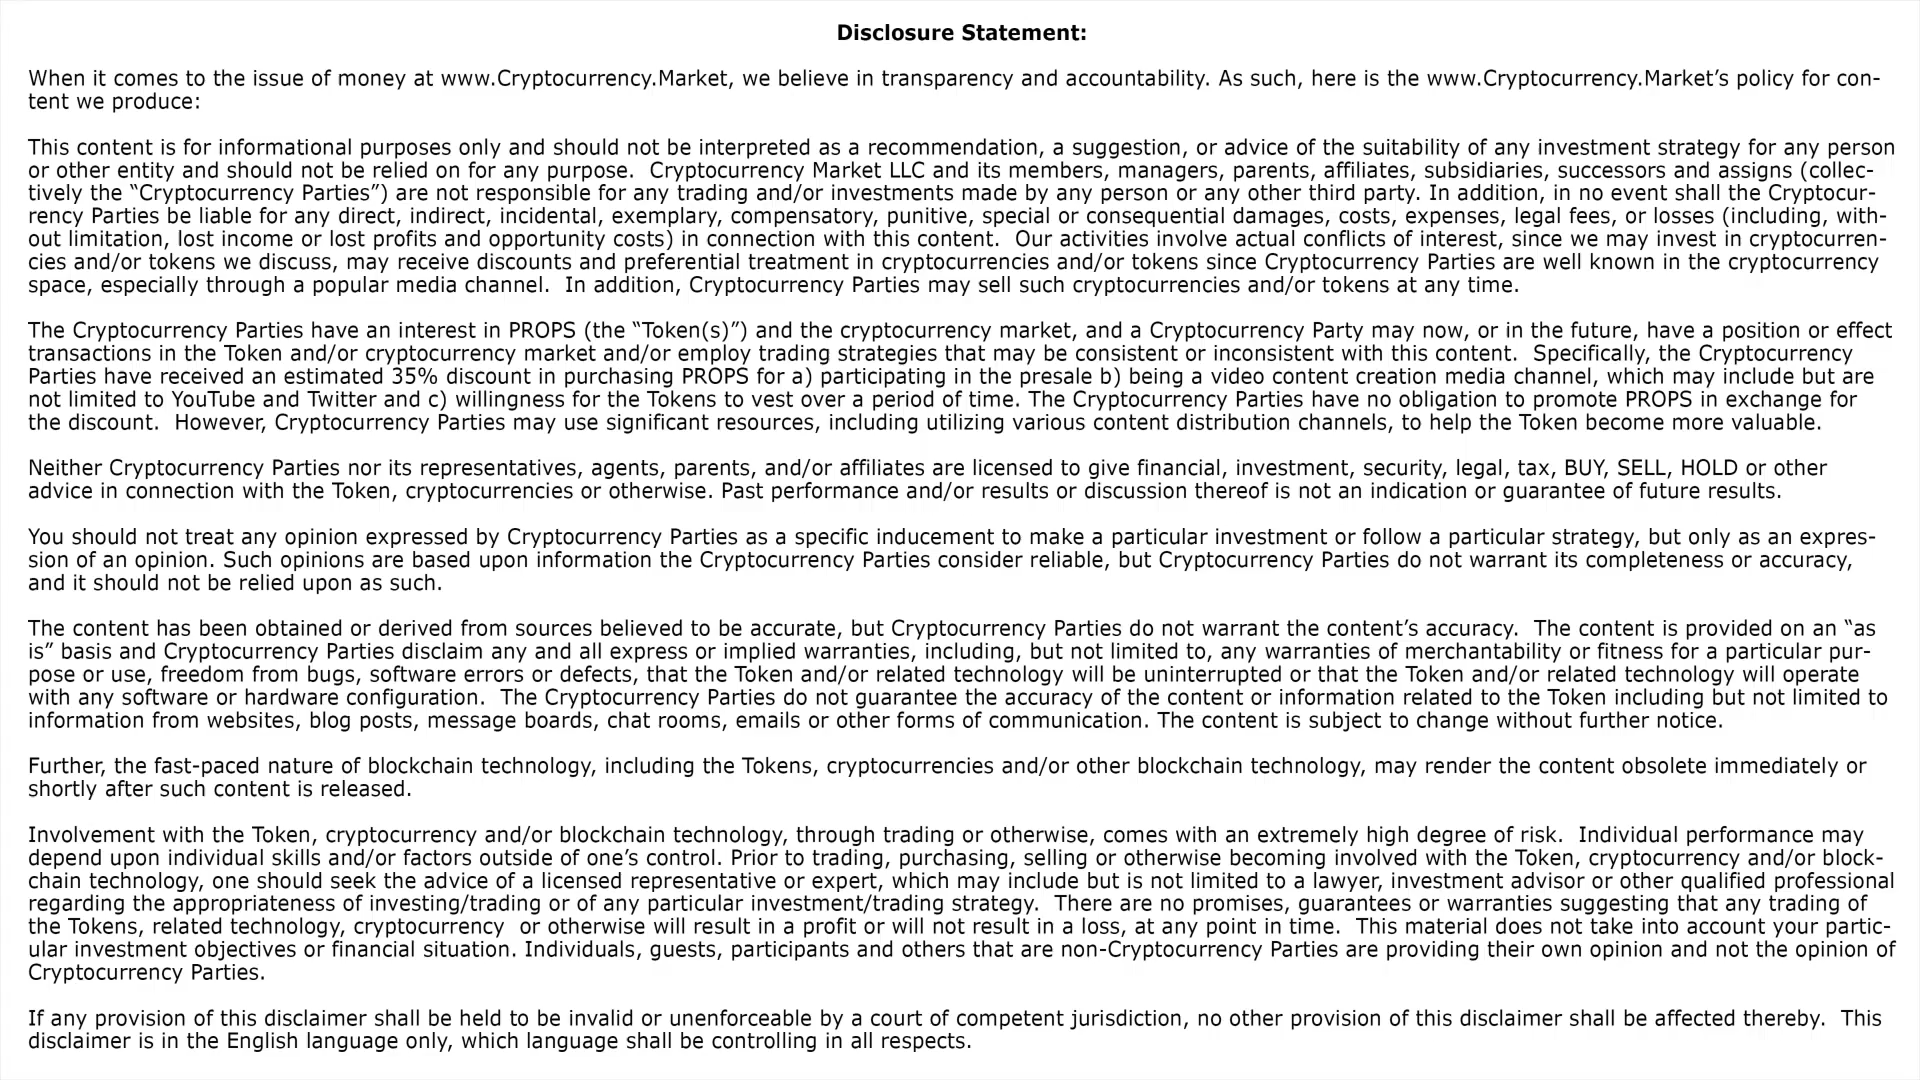 Disclosure Statement:
When it comes to the issue of money at www.Cryptocurrency.Market, we believe in transparency and accountability. As such, here is the www.Cryptocurrency.Market’s policy for con-
tent we produce:
This content is for informational purposes only and should not be interpreted as a recommendation, a suggestion, or advice of the suitability of any investment strategy for any person
or other entity and should not be relied on for any purpose.  Cryptocurrency Market LLC and its members, managers, parents, affiliates, subsidiaries, successors and assigns (collec-
tively the “Cryptocurrency Parties”) are not responsible for any trading and/or investments made by any person or any other third party. In addition, in no event shall the Cryptocur-
rency Parties be liable for any direct, indirect, incidental, exemplary, compensatory, punitive, special or consequential damages, costs, expenses, legal fees, or losses (including, with-
out limitation, lost income or lost profits and opportunity costs) in connection with this content.  Our activities involve actual conflicts of interest, since we may invest in cryptocurren-
cies and/or tokens we discuss, may receive discounts and preferential treatment in cryptocurrencies and/or tokens since Cryptocurrency Parties are well known in the cryptocurrency
space, especially through a popular media channel.  In addition, Cryptocurrency Parties may sell such cryptocurrencies and/or tokens at any time.
The Cryptocurrency Parties have an interest in PROPS (the “Token(s)”) and the cryptocurrency market, and a Cryptocurrency Party may now, or in the future, have a position or effect
transactions in the Token and/or cryptocurrency market and/or employ trading strategies that may be consistent or inconsistent with this content.  Specifically, the Cryptocurrency
Parties have received an estimated 35% discount in purchasing PROPS for a) participating in the presale b) being a video content creation media channel, which may include but are
not limited to YouTube and Twitter and c) willingness for the Tokens to vest over a period of time. The Cryptocurrency Parties have no obligation to promote PROPS in exchange for
the discount.  However, Cryptocurrency Parties may use significant resources, including utilizing various content distribution channels, to help the Token become more valuable.
Neither Cryptocurrency Parties nor its representatives, agents, parents, and/or affiliates are licensed to give financial, investment, security, legal, tax, BUY, SELL, HOLD or other
advice in connection with the Token, cryptocurrencies or otherwise. Past performance and/or results or discussion thereof is not an indication or guarantee of future results.
You should not treat any opinion expressed by Cryptocurrency Parties as a specific inducement to make a particular investment or follow a particular strategy, but only as an expres-
sion of an opinion. Such opinions are based upon information the Cryptocurrency Parties consider reliable, but Cryptocurrency Parties do not warrant its completeness or accuracy,
and it should not be relied upon as such.
The content has been obtained or derived from sources believed to be accurate, but Cryptocurrency Parties do not warrant the content’s accuracy.  The content is provided on an “as
is” basis and Cryptocurrency Parties disclaim any and all express or implied warranties, including, but not limited to, any warranties of merchantability or fitness for a particular pur-
pose or use, freedom from bugs, software errors or defects, that the Token and/or related technology will be uninterrupted or that the Token and/or related technology will operate
with any software or hardware configuration.  The Cryptocurrency Parties do not guarantee the accuracy of the content or information related to the Token including but not limited to
information from websites, blog posts, message boards, chat rooms, emails or other forms of communication. The content is subject to change without further notice.
Further, the fast-paced nature of blockchain technology, including the Tokens, cryptocurrencies and/or other blockchain technology, may render the content obsolete immediately or
shortly after such content is released.
Involvement with the Token, cryptocurrency and/or blockchain technology, through trading or otherwise, comes with an extremely high degree of risk.  Individual performance may
depend upon individual skills and/or factors outside of one’s control. Prior to trading, purchasing, selling or otherwise becoming involved with the Token, cryptocurrency and/or block-
chain technology, one should seek the advice of a licensed representative or expert, which may include but is not limited to a lawyer, investment advisor or other qualified professional
regarding the appropriateness of investing/trading or of any particular investment/trading strategy.  There are no promises, guarantees or warranties suggesting that any trading of
the Tokens, related technology, cryptocurrency  or otherwise will result in a profit or will not result in a loss, at any point in time.  This material does not take into account your partic-
ular investment objectives or financial situation. Individuals, guests, participants and others that are non-Cryptocurrency Parties are providing their own opinion and not the opinion of
Cryptocurrency Parties.
If any provision of this disclaimer shall be held to be invalid or unenforceable by a court of competent jurisdiction, no other provision of this disclaimer shall be affected thereby.  This
disclaimer is in the English language only, which language shall be controlling in all respects.